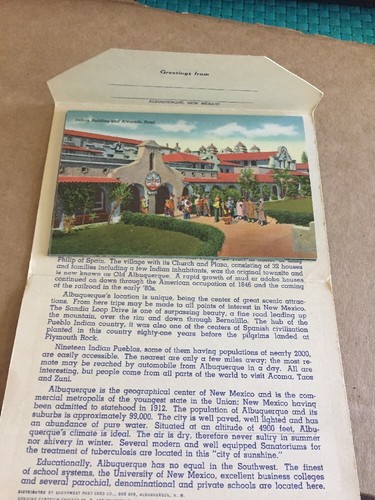 Greetings from
ALBUQUERQUE, NEW MEXICO
Indian Building and Alvarado Hotel
Philip of Spain. The village with its Church and Plaza, consisting of 32 houses
and families including a few Indian inhabitants, was the original townsite and
is now known as Old Albuquerque. A rapid growth of mud or adobe houses
continued on down through the American occupation of 1846 and the coming
of the railroad in the early '80s.
Albuquerque's location is unique, being the center of great scenic attrac-
tions. From here trips may be made to all points of interest in New Mexico.
The Sandia Loop Drive is one of surpassing beauty, a fine road leading up
the mountain, over the rim and down through Bernalillo. The hub of the
Pueblo Indian country, it was also one of the centers of Spanish civilization
planted in this country eighty-one years before the pilgrims landed at
Plymouth Rock.
Nineteen Indian Pueblos, some of them having populations of nearly 2000,
are easily accessible. The nearest are only a few miles away; the most re-
mote may be reached by automobile from Albuquerque in a day. All are
interesting, but people come from all parts of the world to visit Acoma, Taos
and Zuni.
Albuquerque is the geographical center of New Mexico and is the com-
mercial metropolis of the youngest state in the Union; New Mexico having
been admitted to statehood in 1912. The population of Albuquerque and its
suburbs is approximately 89,000. The city is well paved, well lighted and has
an abundance of pure water. Situated at an altitude of 4900 feet, Albu-
querque's climate is ideal. The air is dry, therefore never sultry in summer
nor shivery in winter. Several modern and well equipped Sanatoriums for
the treatment of tuberculosis are located in this "city of sunshine."
Educationally, Albuquerque has no equal in the Southwest. The finest
of school systems, the University of New Mexico, excellent business colleges
and several parochial, denominational and private schools are located here.
DISTRIBUTED BY SOUTHWEST POST CARD CO., BOX 685, ALBUQUERQUE, N. M.